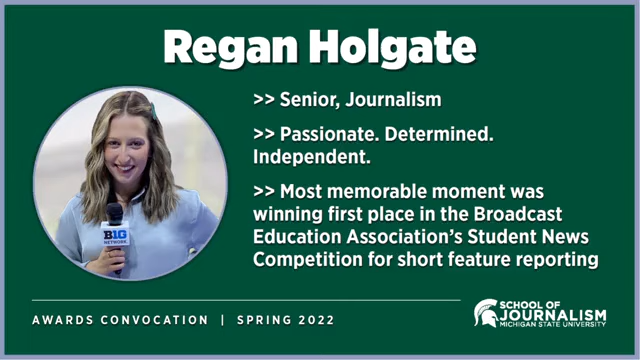 Regan Holgate
>> Senior, Journalism
>> Passionate. Determined.
Independent.
>> Most memorable moment was
winning first place in the Broadcast
Education Association's Student News
Competition for short feature reporting
B1G
NETWORK
AWARDS CONVOCATION | SPRING 2022
SCHOOL OF
JOURNALISM
MICHIGAN STATE UNIVERSITY